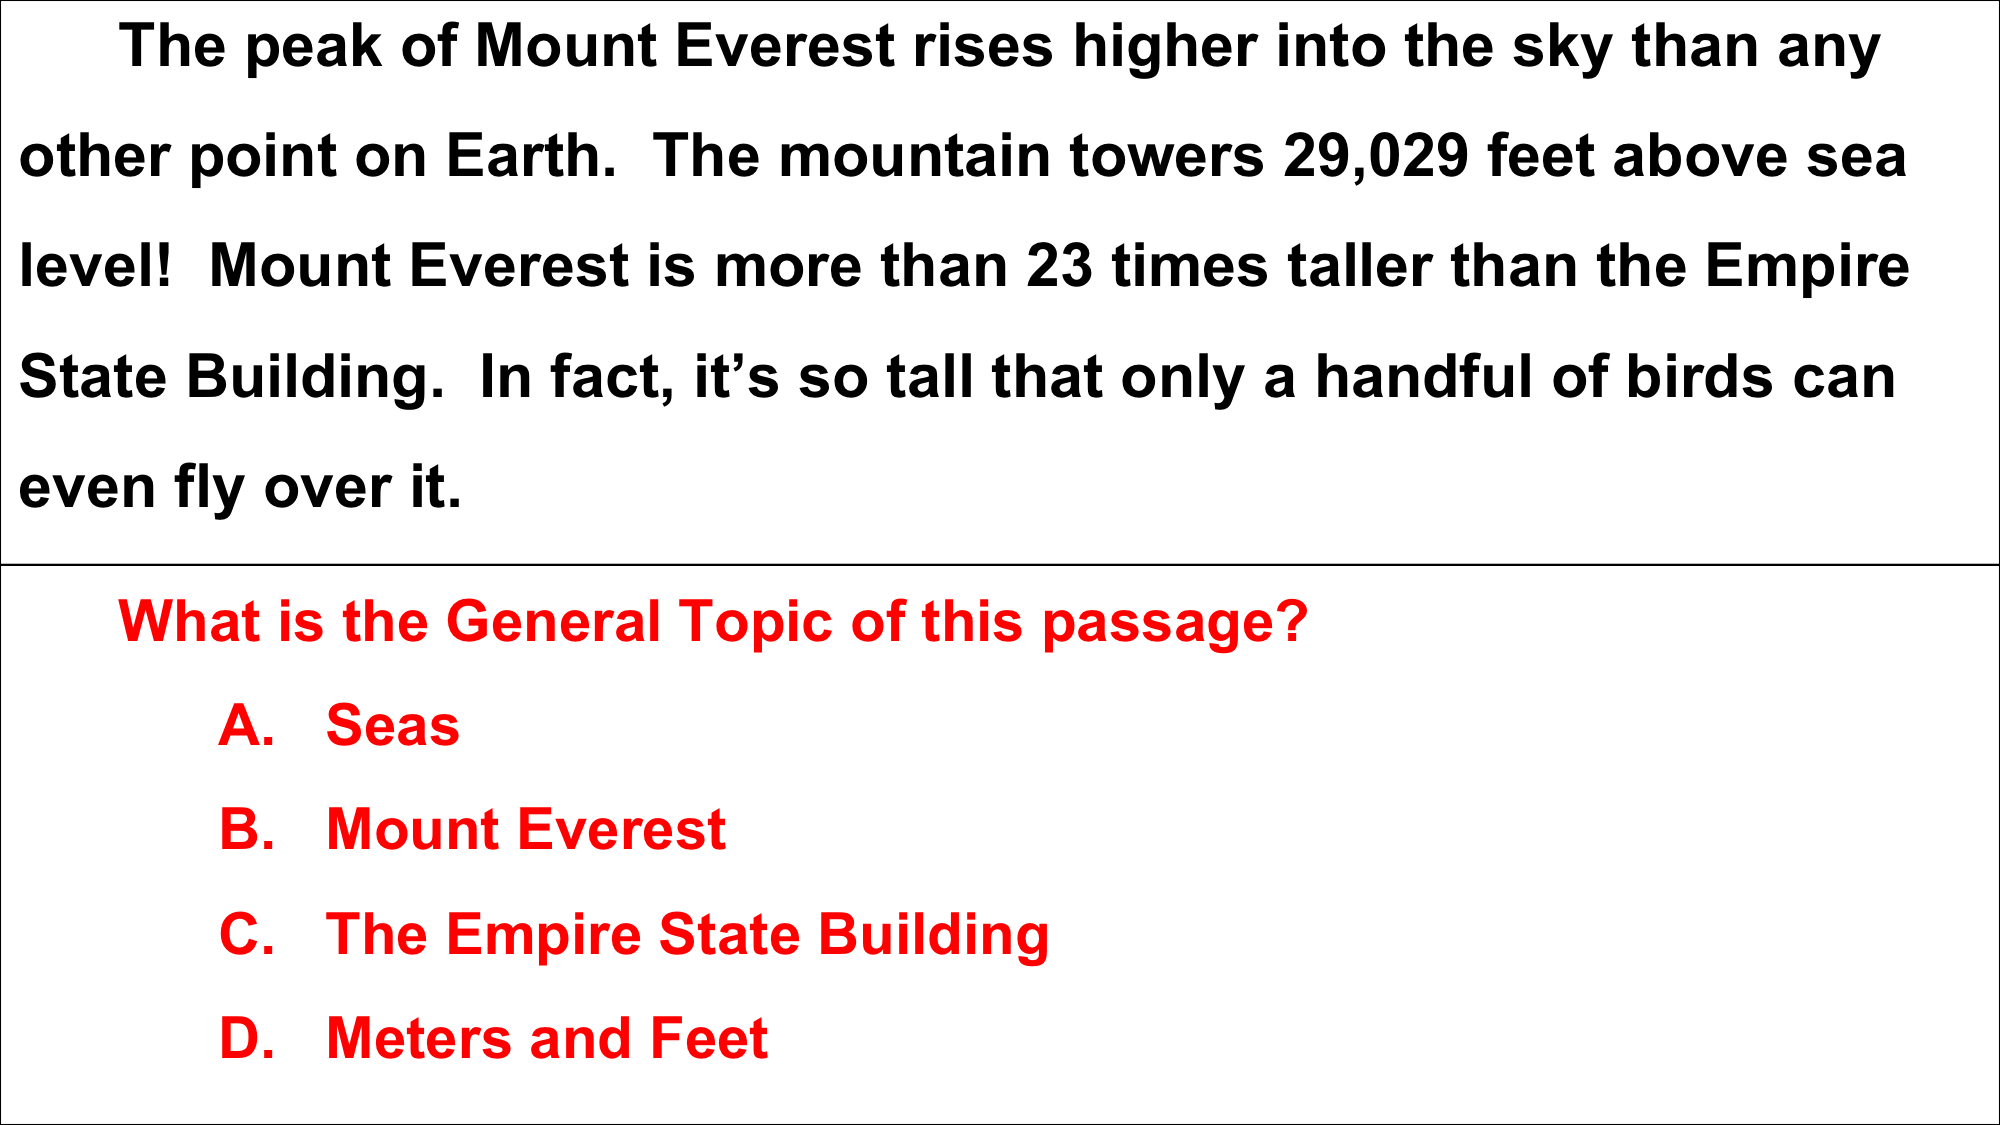 The peak of Mount Everest rises higher into the sky than any
other point on Earth.  The mountain towers 29,029 feet above sea
level!  Mount Everest is more than 23 times taller than the Empire
State Building.  In fact, it’s so tall that only a handful of birds can
even fly over it.
What is the General Topic of this passage?
A. Seas
B. Mount Everest
C. The Empire State Building
D. Meters and Feet